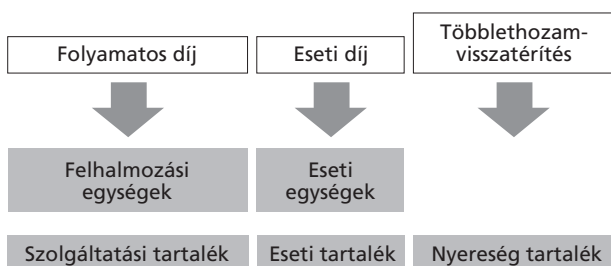 Folyamatos díj
Eseti díj
Többlethozam-
visszatérítés
Felhalmozási
egységek
Eseti
egységek
Szolgáltatási tartalék
Eseti tartalék
Nyereség tartalék